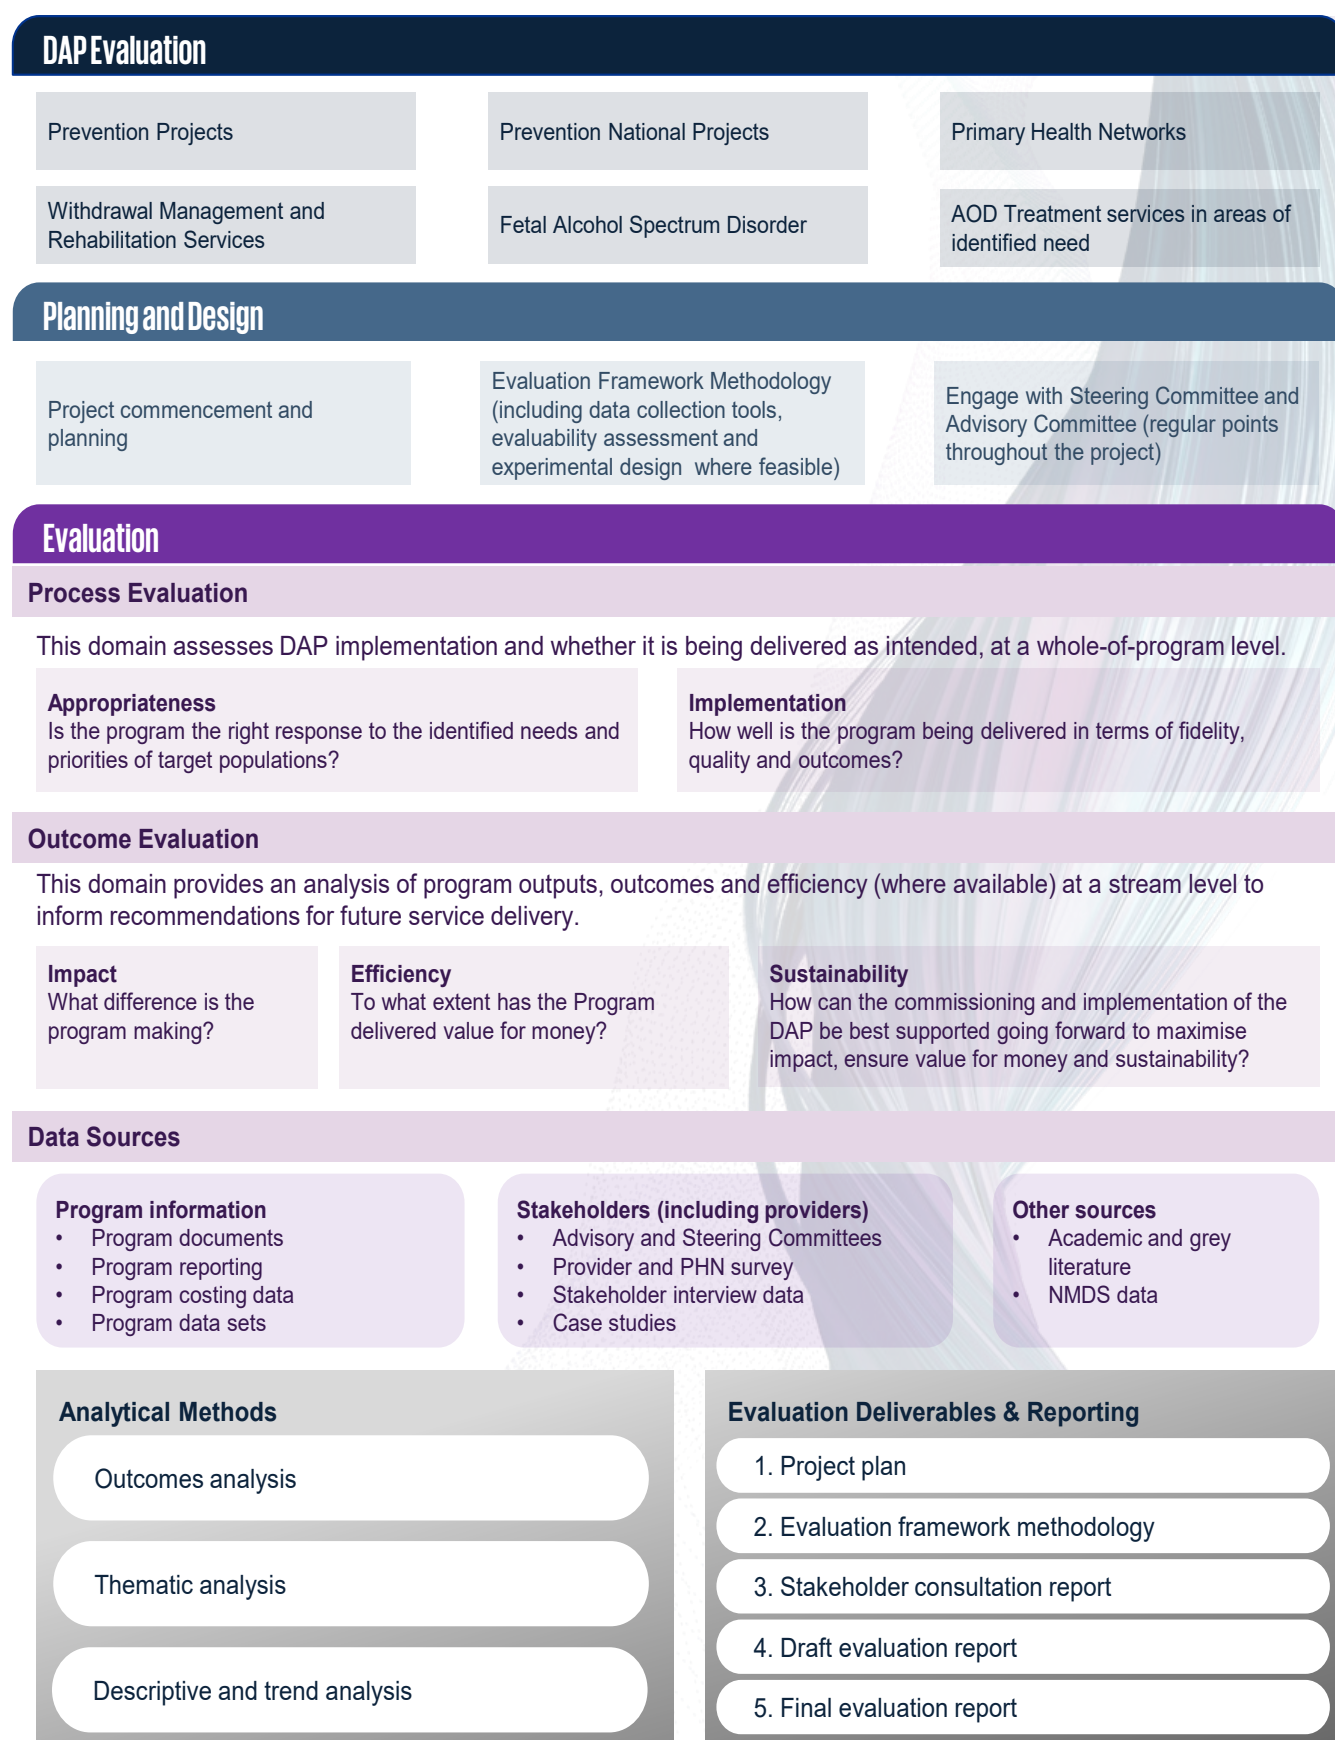 DAP Evaluation
Prevention Projects
Prevention National Projects
Primary Health Networks
Withdrawal Management and
Rehabilitation Services
Fetal Alcohol Spectrum Disorder
AOD Treatment services in areas of
identified need
Planning and Design
Project commencement and
planning
Evaluation Framework Methodology
(including data collection tools,
evaluability assessment and
experimental design where feasible)
Engage with Steering Committee and
Advisory Committee (regular points
throughout the project)
Evaluation
Process Evaluation
This domain assesses DAP implementation and whether it is being delivered as intended, at a whole-of-program level.
Appropriateness
Is the program the right response to the identified needs and
priorities of target populations?
Implementation
How well is the program being delivered in terms of fidelity,
quality and outcomes?
Outcome Evaluation
This domain provides an analysis of program outputs, outcomes and efficiency (where available) at a stream level to
inform recommendations for future service delivery.
Impact
What difference is the
program making?
Efficiency
To what extent has the Program
delivered value for money?
Sustainability
How can the commissioning and implementation of the
DAP be best supported going forward to maximise
impact, ensure value for money and sustainability?
Data Sources
Program information
• Program documents
• Program reporting
• Program costing data
• Program data sets
Stakeholders (including providers)
• Advisory and Steering Committees
• Provider and PHN survey
• Stakeholder interview data
• Case studies
Other sources
• Academic and grey
literature
• NMDS data
Analytical Methods
Outcomes analysis
Thematic analysis
Descriptive and trend analysis
Evaluation Deliverables & Reporting
1. Project plan
2. Evaluation framework methodology
3. Stakeholder consultation report
4. Draft evaluation report
5. Final evaluation report